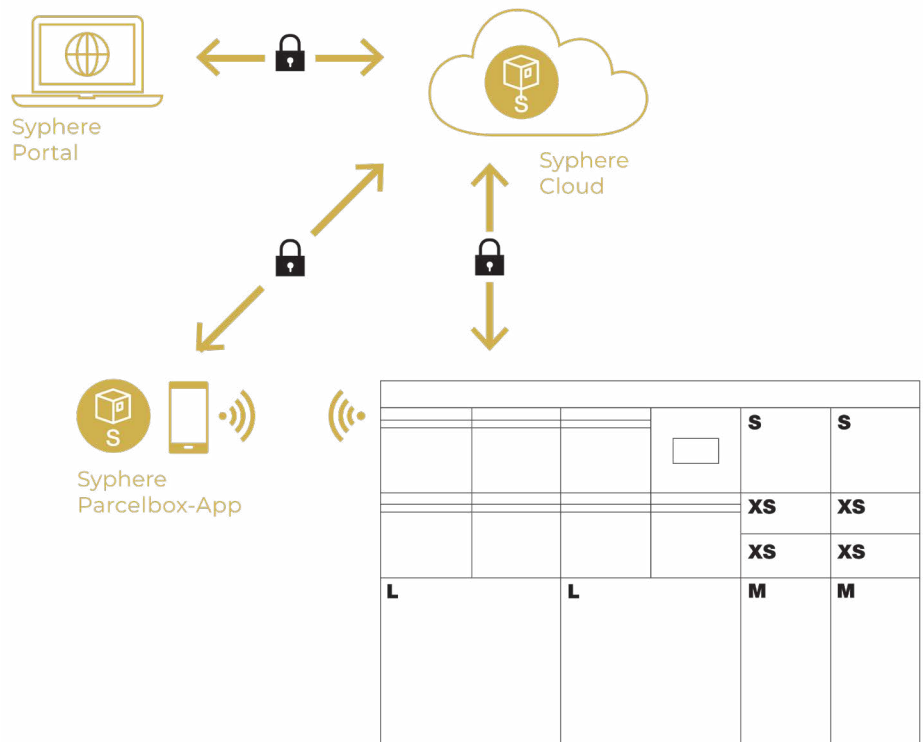 S
Syphere
Portal
Syphere
Cloud
S
Syphere
Parcelbox-App
S S
XS XS
XS XS
L L M M